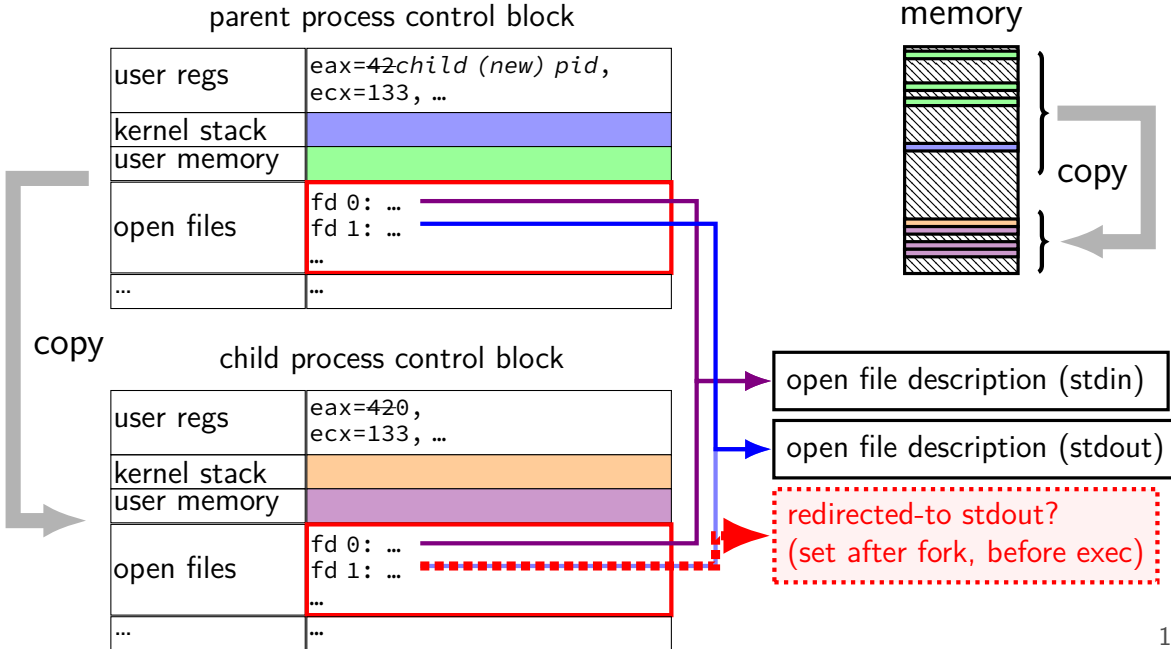 parent process control block
memory
user regs
eax=42child (new) pid,
ecx=133, …
kernel stack
user memory
open files
fd 0: …
fd 1: …
…
…
…
copy
copy
child process control block
user regs
eax=420,
ecx=133, …
kernel stack
user memory
open files
fd 0: …
fd 1: …
…
…
…
open file description (stdin)
open file description (stdout)
redirected-to stdout?
(set after fork, before exec)
1